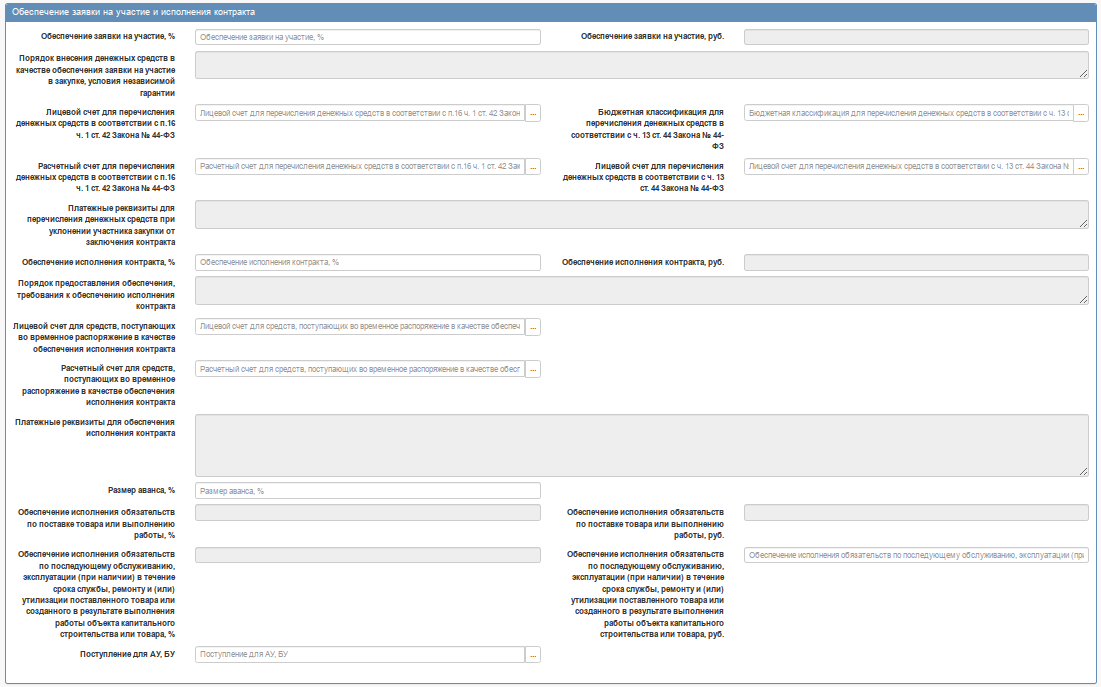 Обеспечение заявки на участие и исполнения контракта
Обеспечение заявки на участие, %
Обеспечение заявки на участие, %
Обеспечение заявки на участие, руб.
Порядок внесения денежных средств в
качестве обеспечения заявки на участие
в закупке, условия независимой
гарантии
Лицевой счет для перечисления
денежных средств в соответствии с п.16
ч. 1 ст. 42 Закона № 44-ФЗ
Лицевой счет для перечисления денежных средств в соответствии с п.16 ч. 1 ст. 42 Закон
...
Бюджетная классификация для
перечисления денежных средств в
соответствии с ч. 13 ст. 44 Закона № 44-
ФЗ
Бюджетная классификация для перечисления денежных средств в соответствии с ч. 13 с
...
Расчетный счет для перечисления
денежных средств в соответствии с п.16
ч. 1 ст. 42 Закона № 44-ФЗ
Расчетный счет для перечисления денежных средств в соответствии с п.16 ч. 1 ст. 42 Зак
...
Лицевой счет для перечисления
денежных средств в соответствии с ч. 13
ст. 44 Закона № 44-ФЗ
Лицевой счет для перечисления денежных средств в соответствии с ч. 13 ст. 44 Закона №
...
Платежные реквизиты для
перечисления денежных средств при
уклонении участника закупки от
заключения контракта
Обеспечение исполнения контракта, %
Обеспечение исполнения контракта, %
Обеспечение исполнения контракта, руб.
Порядок предоставления обеспечения,
требования к обеспечению исполнения
контракта
Лицевой счет для средств, поступающих
во временное распоряжение в качестве
обеспечения исполнения контракта
Лицевой счет для средств, поступающих во временное распоряжение в качестве обеспеч
...
Расчетный счет для средств,
поступающих во временное
распоряжение в качестве обеспечения
исполнения контракта
Расчетный счет для средств, поступающих во временное распоряжение в качестве обесп
...
Платежные реквизиты для обеспечения
исполнения контракта
Размер аванса, %
Размер аванса, %
Обеспечение исполнения обязательств
по поставке товара или выполнению
работы, %
Обеспечение исполнения обязательств
по поставке товара или выполнению
работы, руб.
Обеспечение исполнения обязательств
по последующему обслуживанию,
эксплуатации (при наличии) в течение
срока службы, ремонту и (или)
утилизации поставленного товара или
созданного в результате выполнения
работы объекта капитального
строительства или товара, %
Обеспечение исполнения обязательств
по последующему обслуживанию,
эксплуатации (при наличии) в течение
срока службы, ремонту и (или)
утилизации поставленного товара или
созданного в результате выполнения
работы объекта капитального
строительства или товара, руб.
Обеспечение исполнения обязательств по последующему обслуживанию, эксплуатации (при
Поступление для АУ, БУ
Поступление для АУ, БУ
...